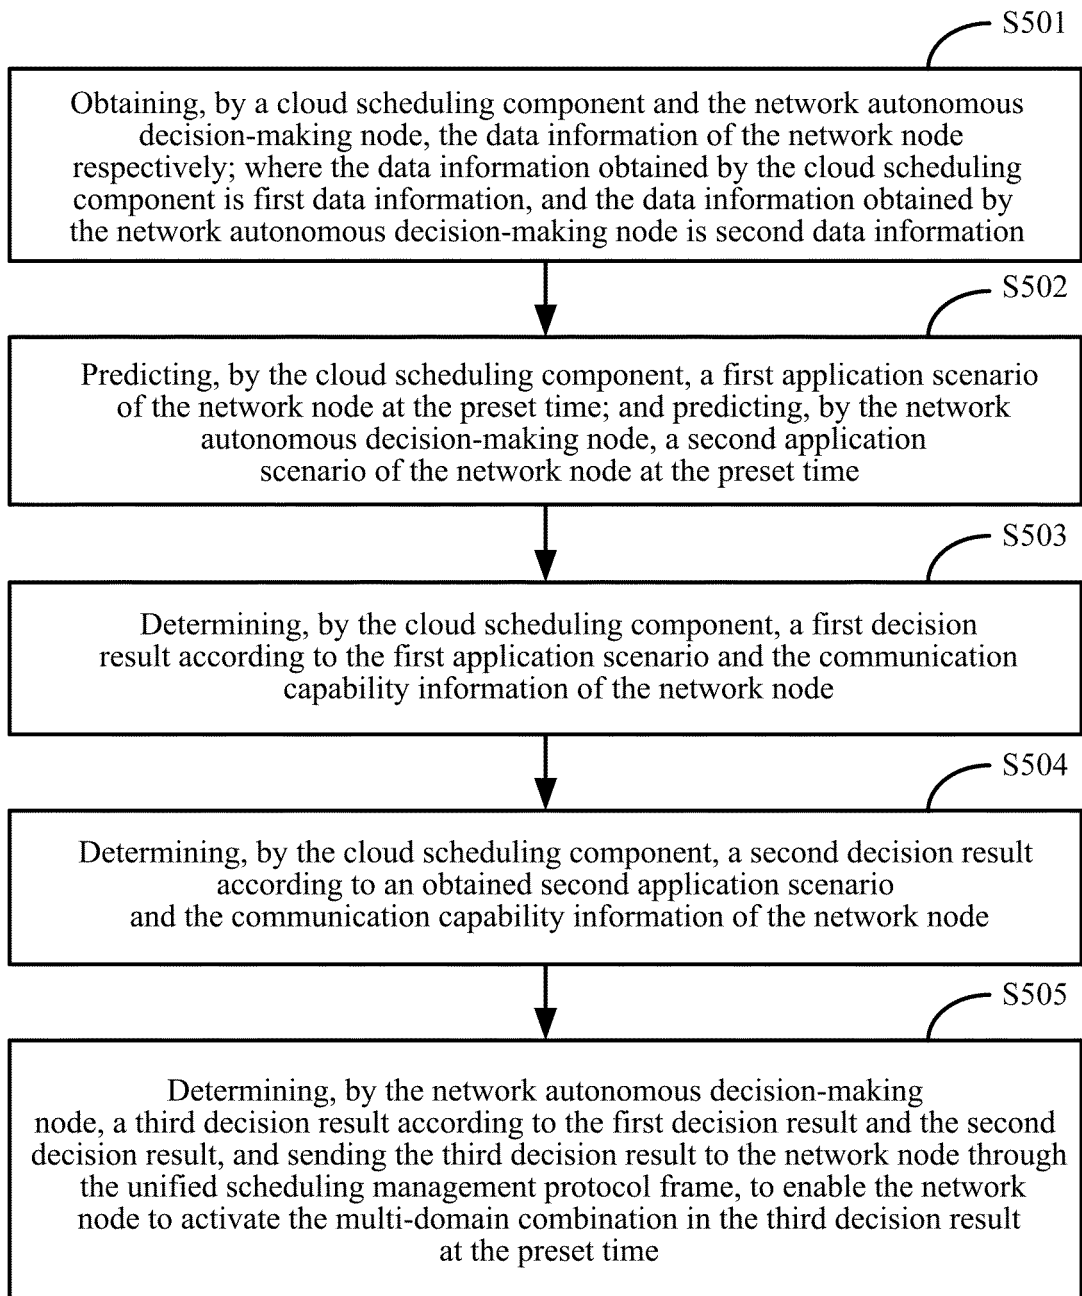 S501
Obtaining, by a cloud scheduling component and the network autonomous
decision-making node, the data information of the network node
respectively; where the data information obtained by the cloud scheduling
component is first data information, and the data information obtained by
the network autonomous decision-making node is second data information
S502
Predicting, by the cloud scheduling component, a first application scenario
of the network node at the preset time; and predicting, by the network
autonomous decision-making node, a second application
scenario of the network node at the preset time
S503
Determining, by the cloud scheduling component, a first decision
result according to the first application scenario and the communication
capability information of the network node
S504
Determining, by the cloud scheduling component, a second decision result
according to an obtained second application scenario
and the communication capability information of the network node
S505
Determining, by the network autonomous decision-making
node, a third decision result according to the first decision result and the second
decision result, and sending the third decision result to the network node through
the unified scheduling management protocol frame, to enable the network
node to activate the multi-domain combination in the third decision result
at the preset time